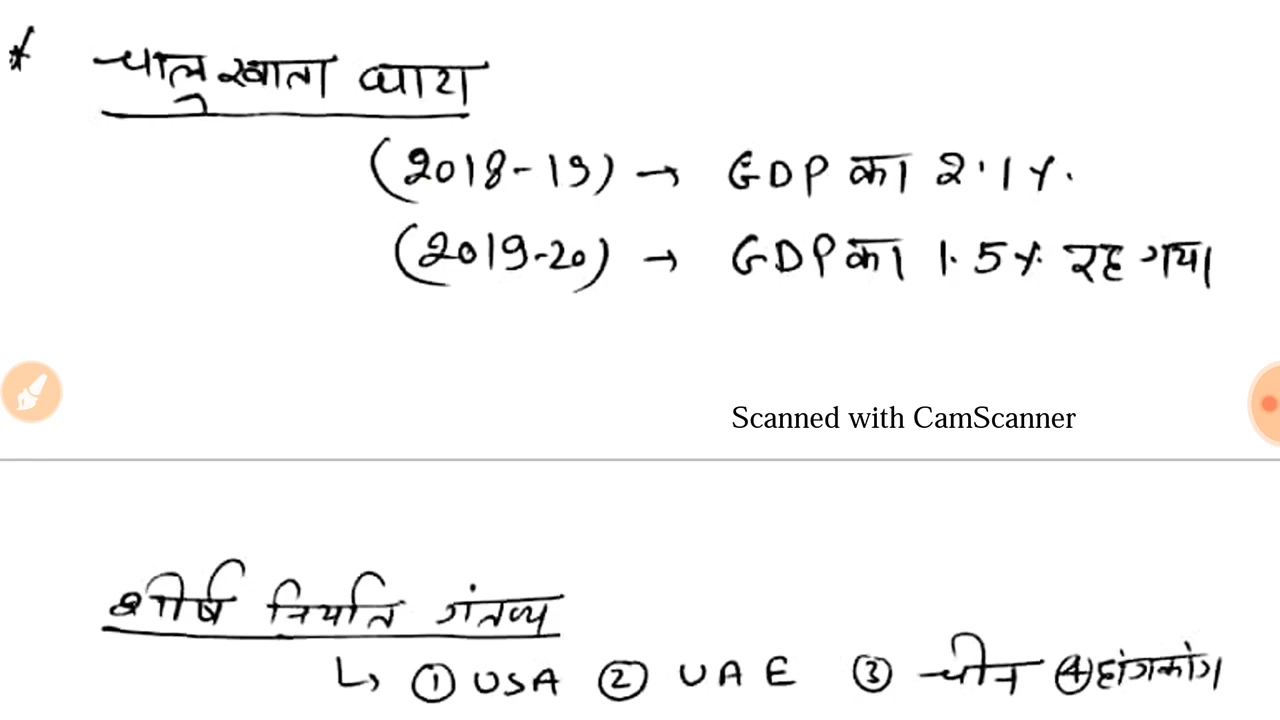 * चालु खाता घाटा
(2018-19) → GDP का 2.1%.
(2019-20) → GDP का 1.5% रह गया
Scanned with CamScanner
शीर्ष निर्यात गंतव्य
↳ ① USA ② UAE ③ चीन ④ हांगकांग